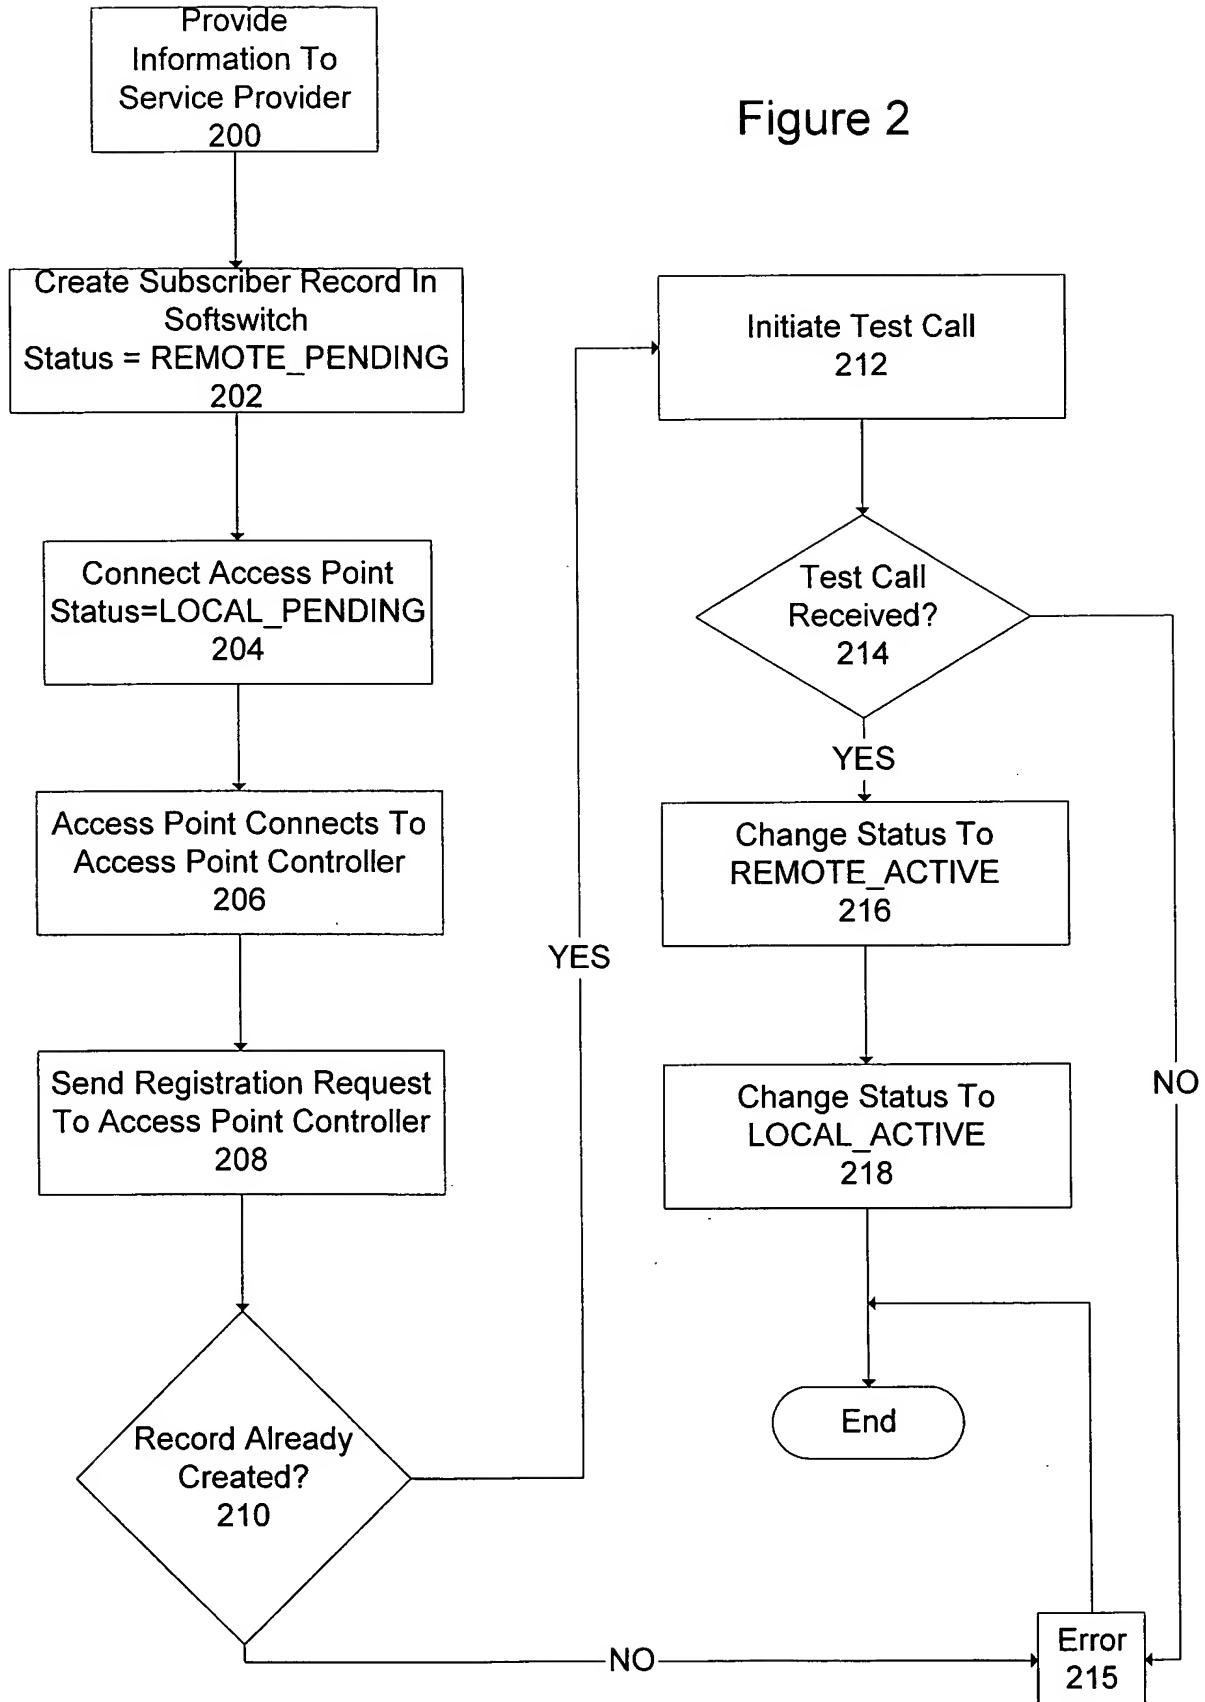 Provide
Information To
Service Provider
200
Figure 2
Create Subscriber Record In
Softswitch
Status = REMOTE_PENDING
202
Connect Access Point
Status=LOCAL_PENDING
204
Access Point Connects To
Access Point Controller
206
Send Registration Request
To Access Point Controller
208
Record Already
Created?
210
YES
NO
Initiate Test Call
212
Test Call
Received?
214
YES
NO
Change Status To
REMOTE_ACTIVE
216
Change Status To
LOCAL_ACTIVE
218
End
Error
215